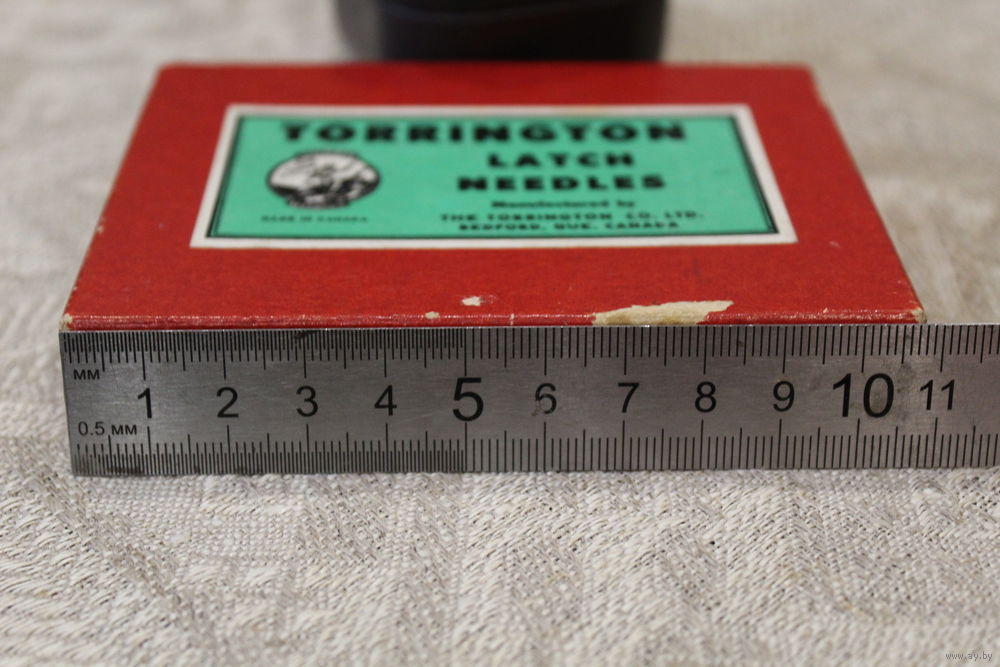 TORRINGTON
LATCH
NEEDLES
Manufactured by
THE TORRINGTON CO. LTD.
BEDFORD, QUE. CANADA
MADE IN CANADA
мм
1 2 3 4 5 6 7 8 9 10 11
0.5 мм
www.ay.by